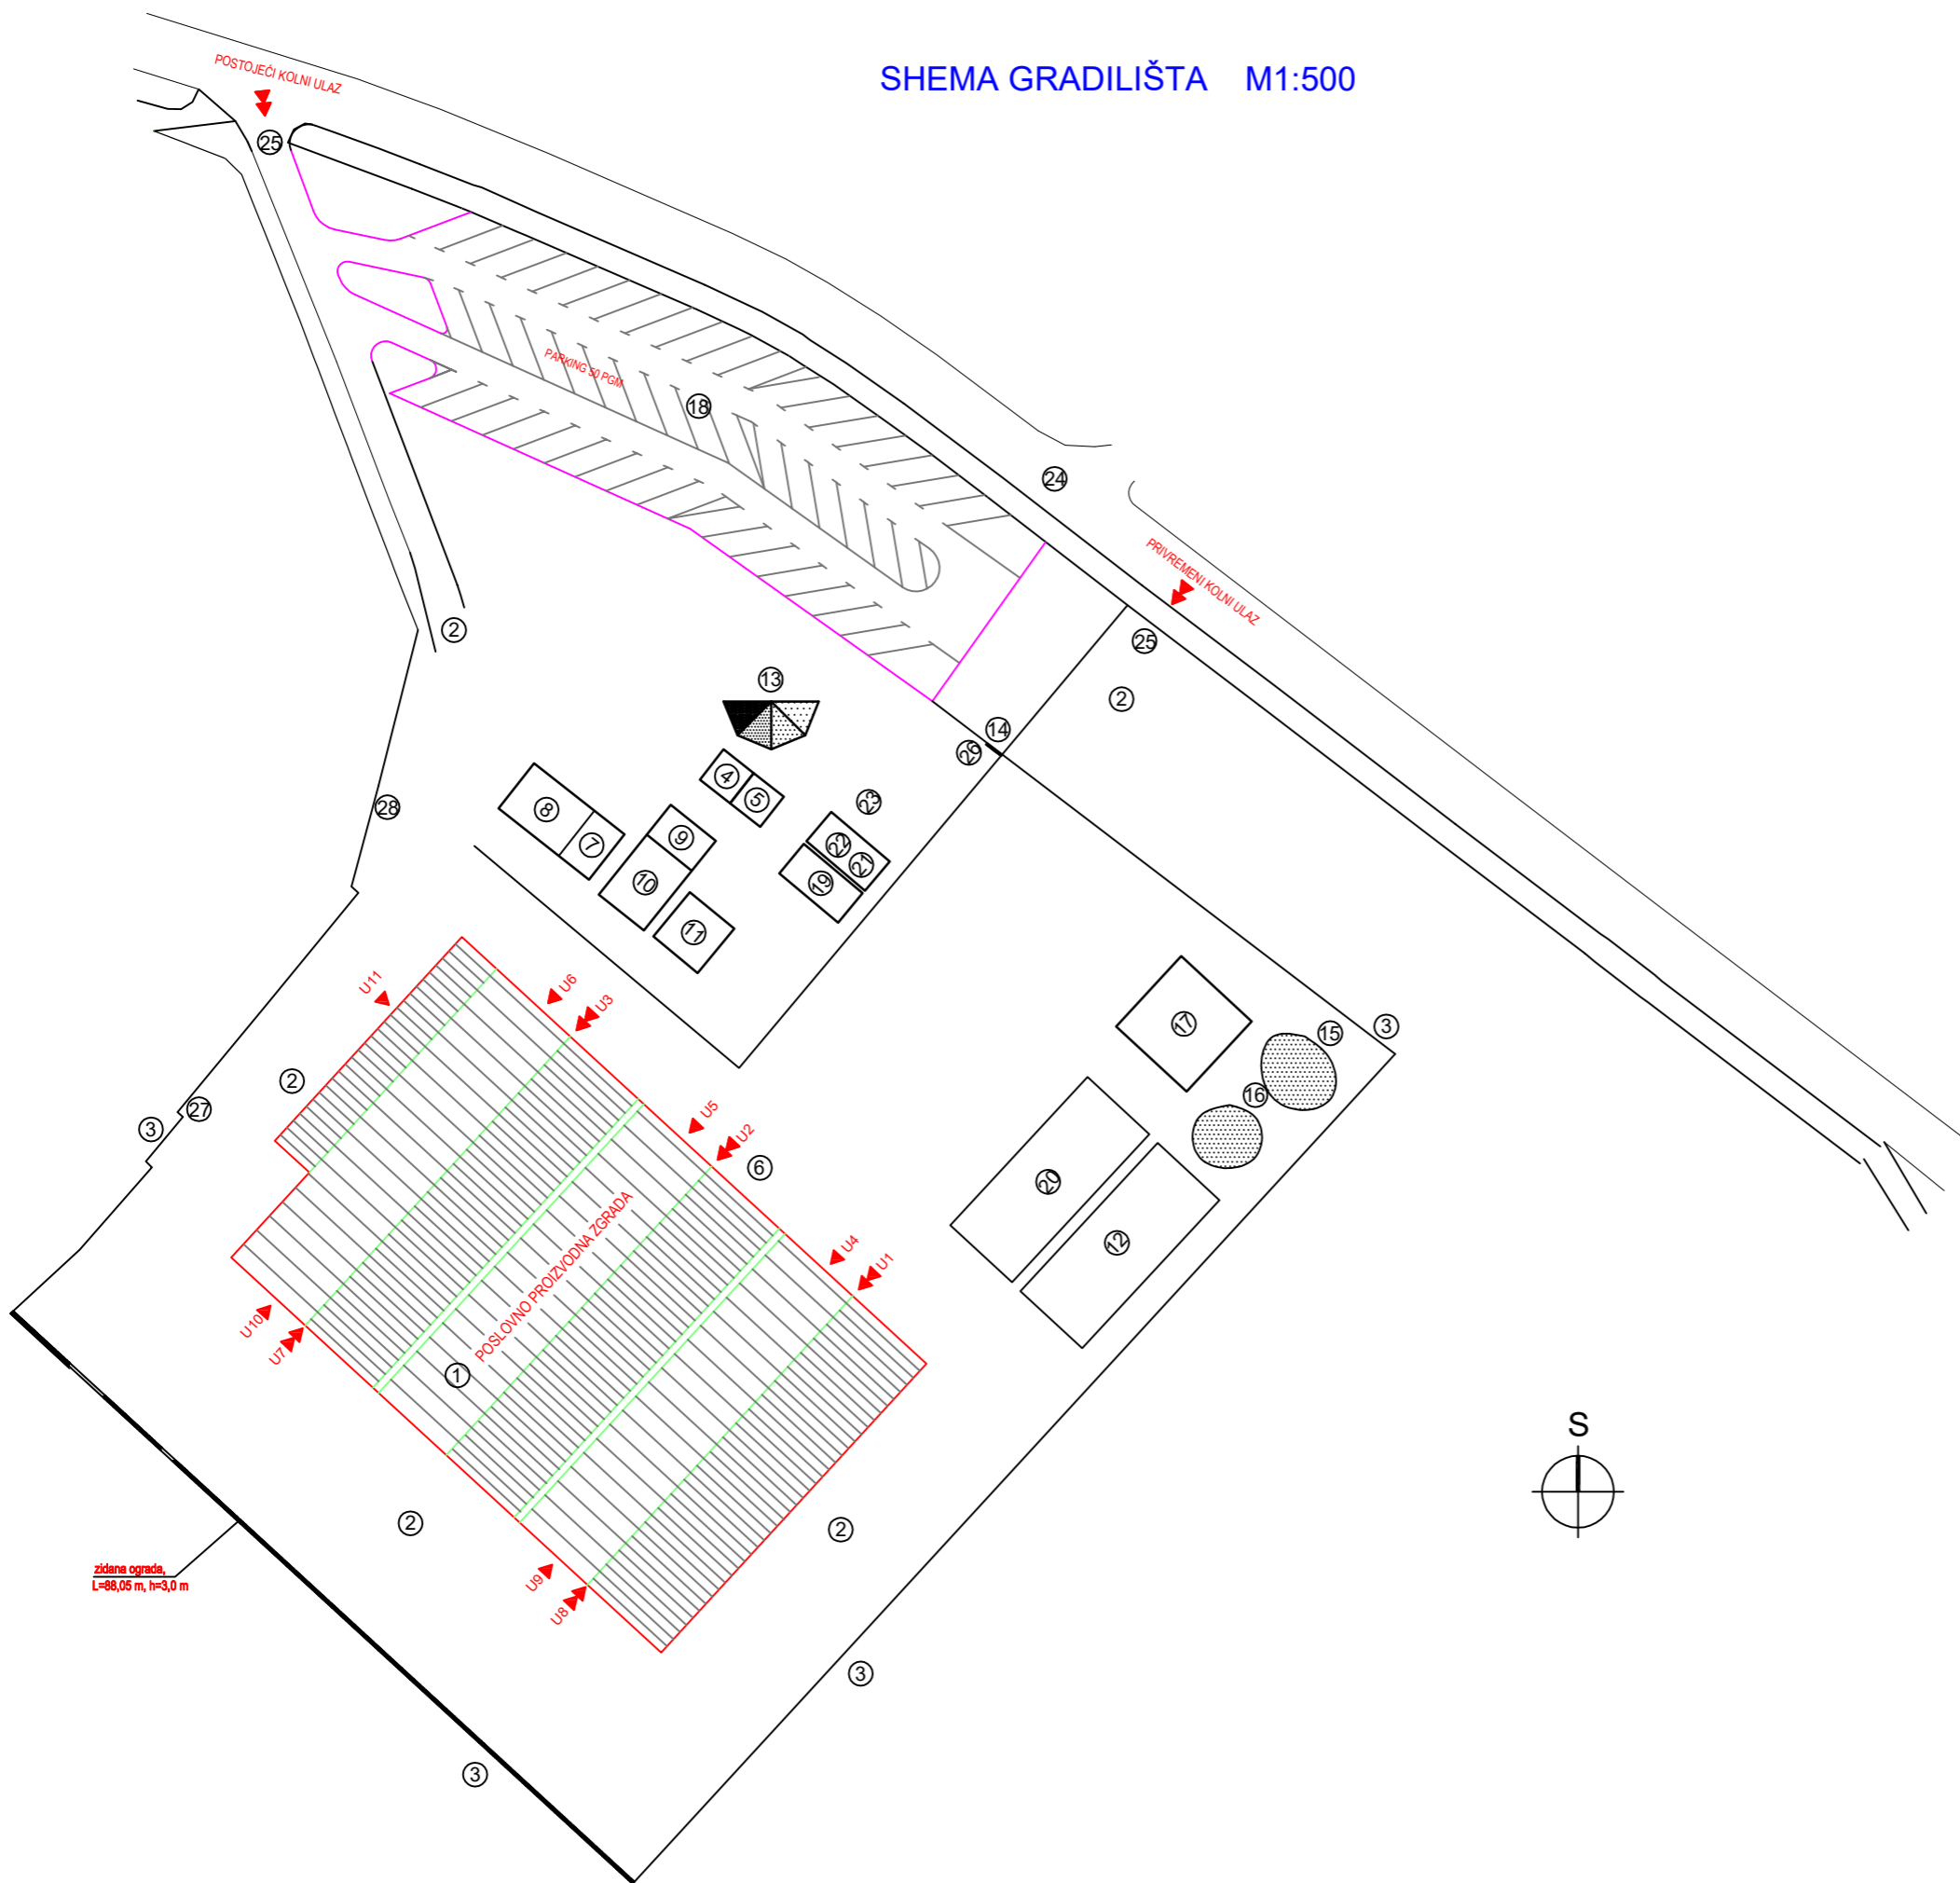 SHEMA GRADILIŠTA M1:500
POSTOJEĆI KOLNI ULAZ
25
PARKING 50 PGM
18
24
PRIVREMENI KOLNI ULAZ
25
2
2
13
14
26
4
5
23
8
7
9
22
21
10
19
11
28
U11
U6
U3
17
15
3
16
2
27
3
U5
U2
6
20
12
POSLOVNO PROIZVODNA ZGRADA
U4
U1
U10
U7
1
S
2
2
zidana ograda,
L=88,05 m, h=3,0 m
U9
U8
3
3